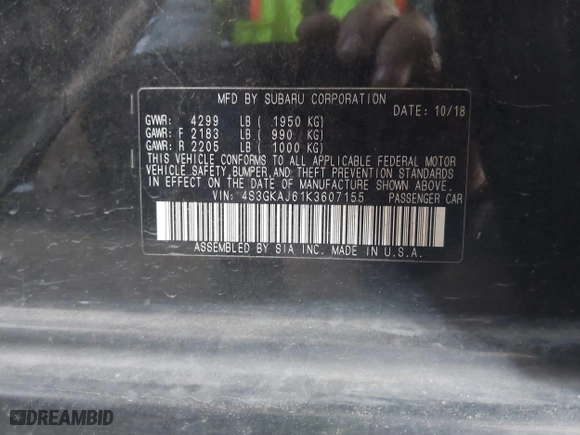 MFD BY SUBARU CORPORATION
DATE: 10/18
GVWR: 4299 LB ( 1950 KG)
GAWR: F 2183 LB ( 990 KG)
GAWR: R 2205 LB ( 1000 KG)
THIS VEHICLE CONFORMS TO ALL APPLICABLE FEDERAL MOTOR
VEHICLE SAFETY, BUMPER, AND THEFT PREVENTION STANDARDS
IN EFFECT ON THE DATE OF MANUFACTURE SHOWN ABOVE.
VIN: 4S3GKAJ61K3607155 PASSENGER CAR
ASSEMBLED BY SIA INC. MADE IN U.S.A.
DREAMBID